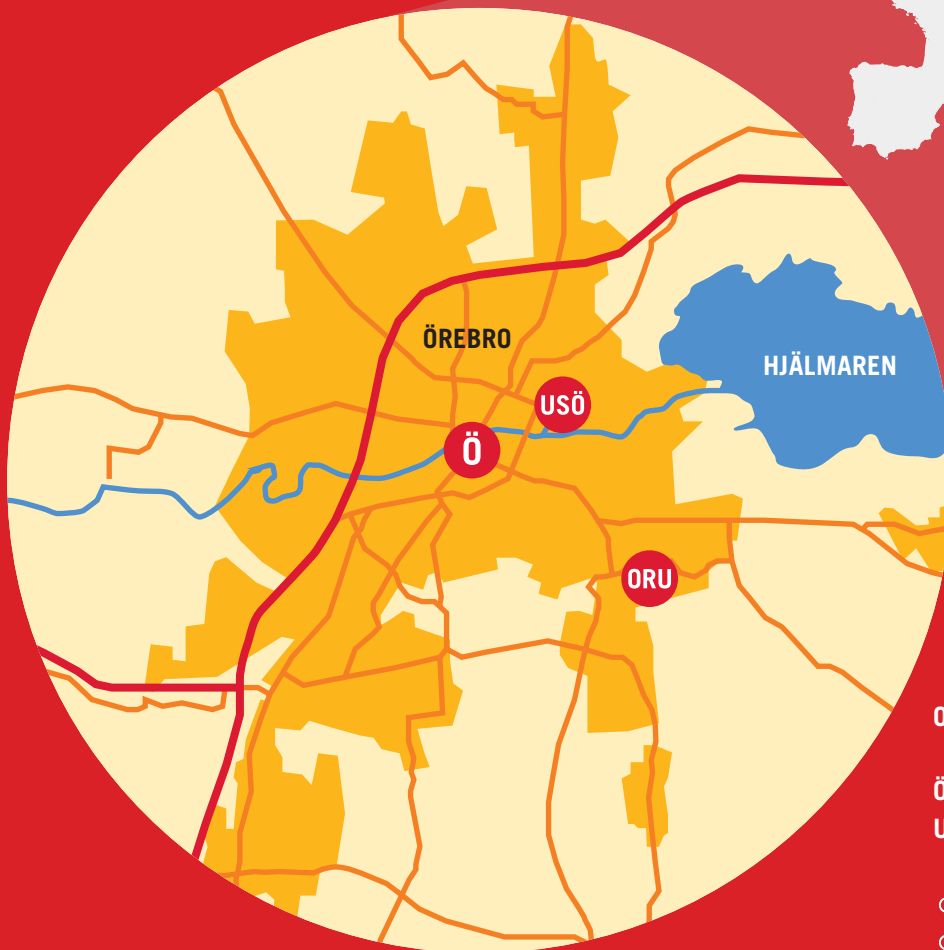 ÖREBRO
HJÄLMAREN
USÖ
Ö
ORU
O
Ö
U